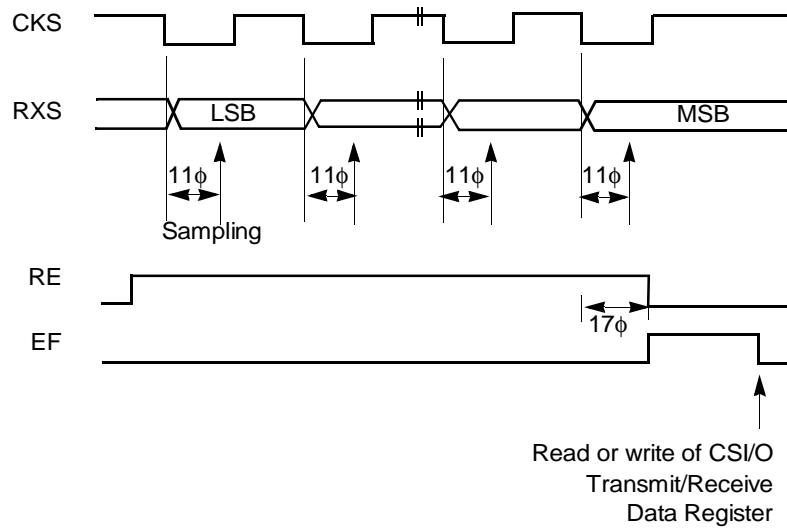 CKS
RXS
LSB
MSB
11ϕ
11ϕ
11ϕ
11ϕ
Sampling
RE
17ϕ
EF
Read or write of CSI/O
Transmit/Receive
Data Register